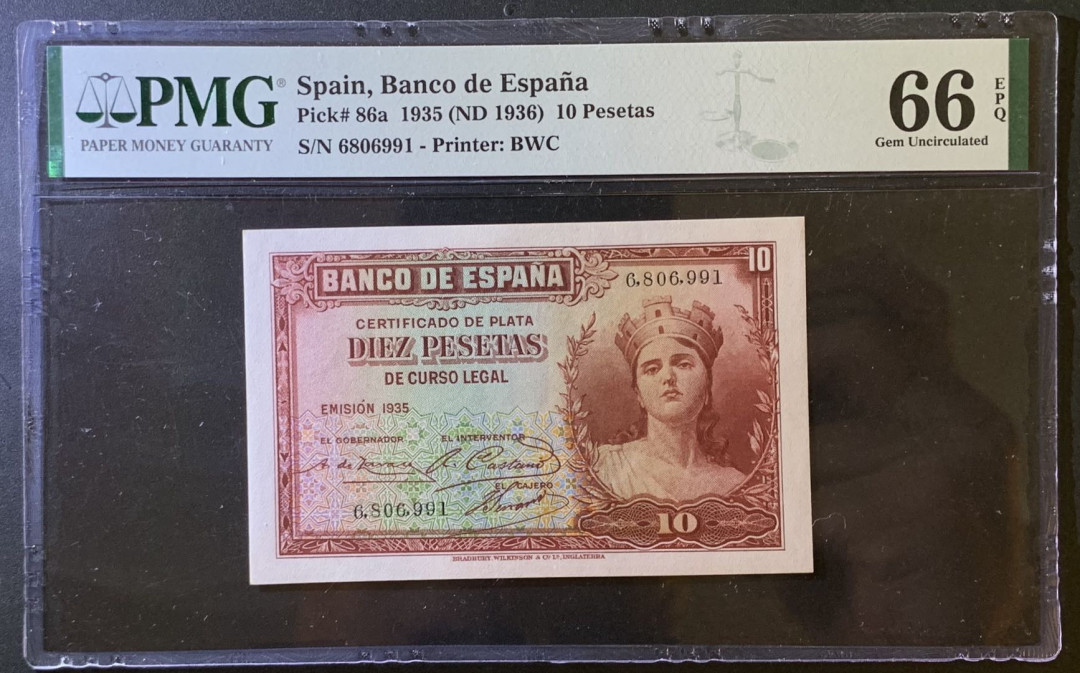 PMG®
PAPER MONEY GUARANTY
Spain, Banco de España
Pick# 86a 1935 (ND 1936) 10 Pesetas
S/N 6806991 - Printer: BWC
66 EPQ
Gem Uncirculated
10
BANCO DE ESPAÑA
6,806,991
CERTIFICADO DE PLATA
DIEZ PESETAS
DE CURSO LEGAL
EMISIÓN 1935
EL GOBERNADOR EL INTERVENTOR
EL CAJERO
6,806,991
10
BRADBURY, WILKINSON & Cº Lᵈ, INGLATERRA